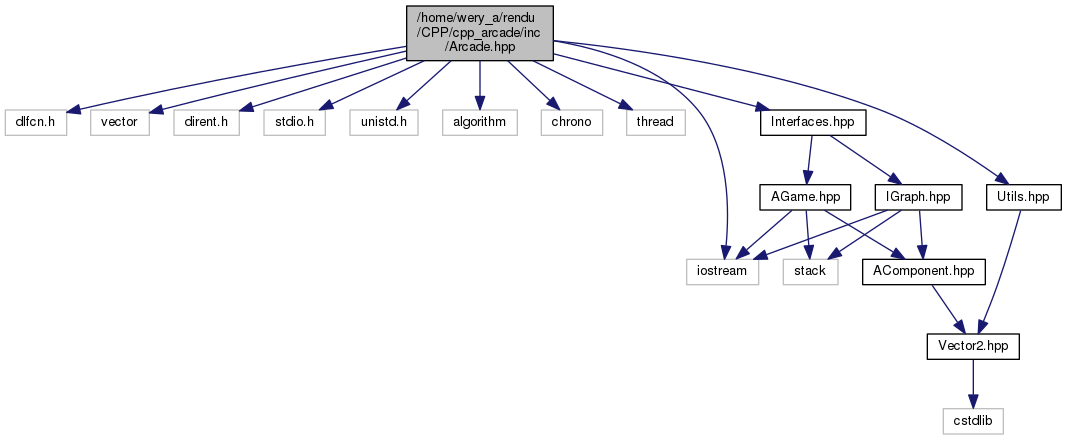 /home/wery_a/rendu
/CPP/cpp_arcade/inc
/Arcade.hpp
dlfcn.h
vector
dirent.h
stdio.h
unistd.h
algorithm
chrono
thread
Interfaces.hpp
AGame.hpp
IGraph.hpp
Utils.hpp
iostream
stack
AComponent.hpp
Vector2.hpp
cstdlib